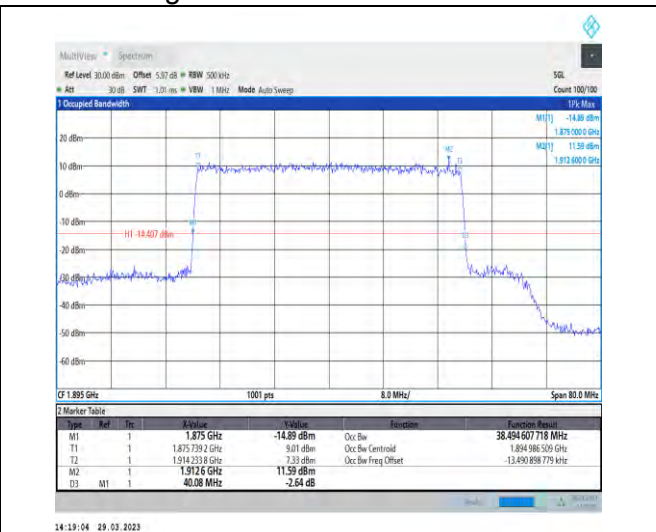 MultiView Spectrum
Ref Level 30.00 dBm Offset 5.97 dB RBW 500 kHz SGL
Att 30 dB SWT 1.01 ms VBW 1 MHz Mode Auto Sweep Count 100/100
1 Occupied Bandwidth 1Pk Max
M1[1] -14.89 dBm
1.875 000 0 GHz
M2[1] 11.59 dBm
1.912 600 0 GHz
20 dBm
T1
M2
T2
10 dBm
0 dBm
-10 dBm
M1
H1 -14.407 dBm
D3
-20 dBm
-30 dBm
-40 dBm
-50 dBm
-60 dBm
CF 1.895 GHz 1001 pts 8.0 MHz/ Span 80.0 MHz
2 Marker Table
Type Ref Trc X-Value Y-Value Function Function Result
M1 1 1.875 GHz -14.89 dBm Occ Bw 38.494 607 718 MHz
T1 1 1.875 739 2 GHz 9.01 dBm Occ Bw Centroid 1.894 986 509 GHz
T2 1 1.914 233 8 GHz 7.33 dBm Occ Bw Freq Offset -13.490 898 779 kHz
M2 1 1.912 6 GHz 11.59 dBm
D3 M1 1 40.08 MHz -2.64 dB
14:19:04 29.03.2023